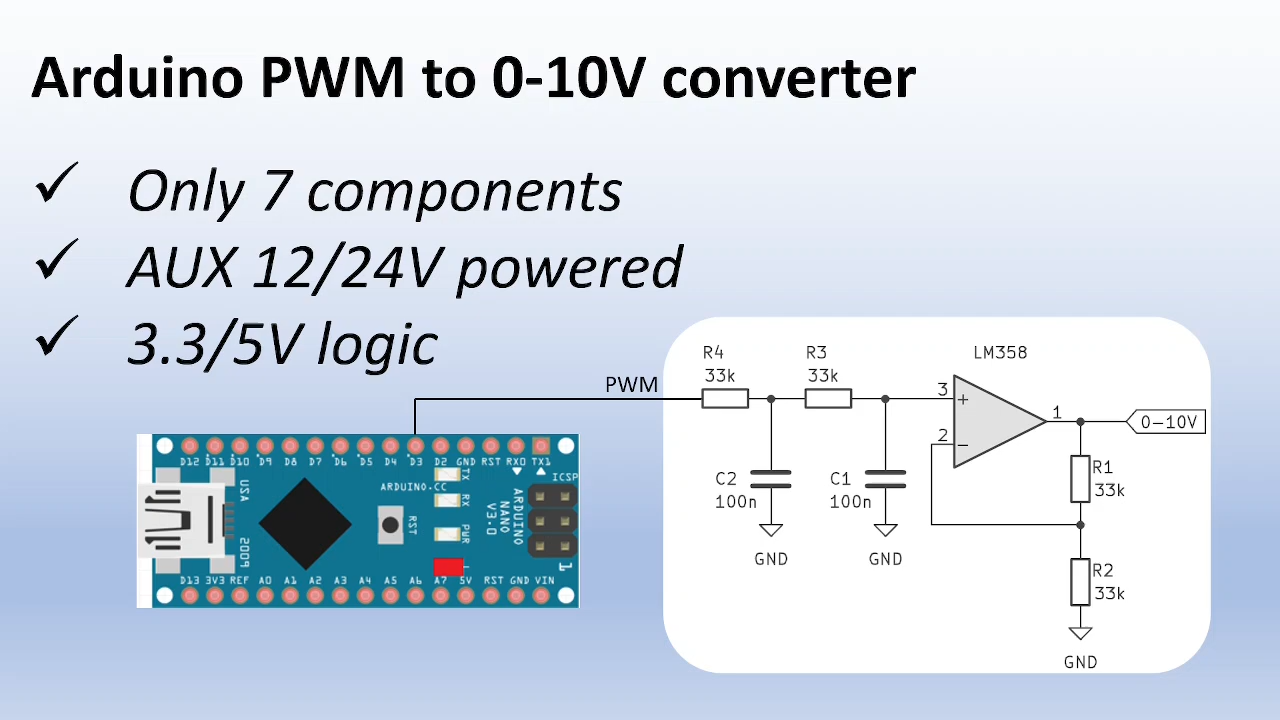 Arduino PWM to 0-10V converter
✓ Only 7 components
✓ AUX 12/24V powered
✓ 3.3/5V logic
PWM
R4
33k
R3
33k
LM358
3
+
2
−
1
0-10V
C2
100n
C1
100n
R1
33k
GND
GND
R2
33k
GND
D12 D11 D10 D9 D8 D7 D6 D5 D4 D3 D2 GND RST RX0 TX1
ICSP
ARDUINO.CC
TX
RX
PWR
L
RST
USA
2009
ARDUINO
NANO
V3.0
1
D13 3V3 REF A0 A1 A2 A3 A4 A5 A6 A7 5V RST GND VIN